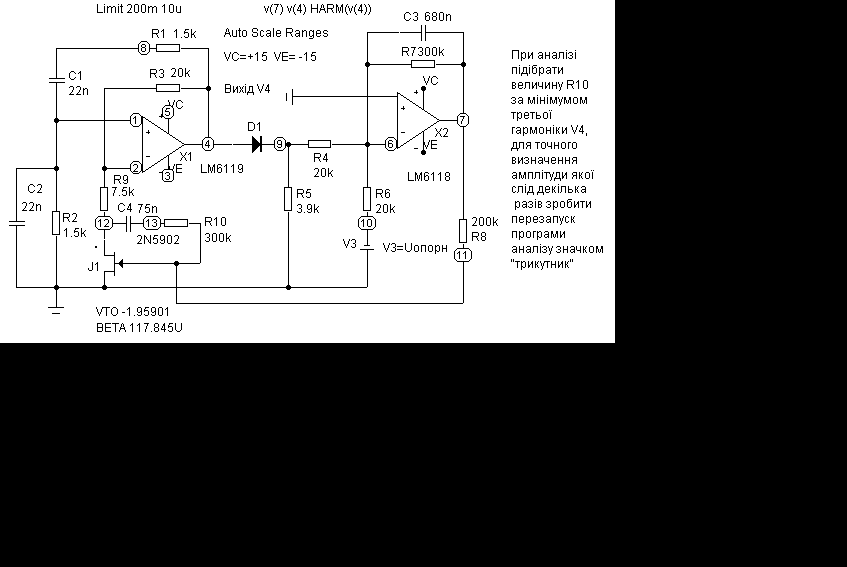 Limit 200m 10u
v(7) v(4) HARM(v(4))
Auto Scale Ranges
VC=+15 VE= -15
Вихід V4
8
R1 1.5k
R3 20k
C1
22n
1
5
VC
X1
4
LM6119
2
3
VE
D1
9
C3 680n
R7300k
VC
X2
7
VE
LM6118
6
R4
20k
R5
3.9k
R6
20k
10
V3
V3=Uопорн
200k
R8
11
C2
22n
R2
1.5k
R9
7.5k
12
C4 75n
13
R10
300k
2N5902
J1
VTO -1.95901
BETA 117.845U
При аналізі
підібрати
величину R10
за мінімумом
третьої
гармоніки V4,
для точного
визначення
амплітуди якої
слід декілька
разів зробити
перезапуск
програми
аналізу значком
"трикутник"